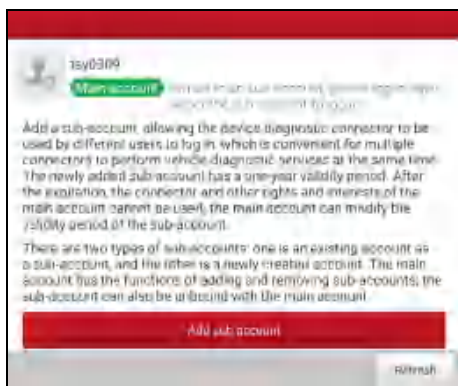 tsy0309
Main account
Add a sub-account, allowing the device diagnostic connector to be
used by different users to log in, which is convenient for multiple
connectors to perform vehicle diagnostic services at the same time.
The newly added sub-account has a one-year validity period. After
the expiration, the connector and other rights and interests of the
main account cannot be used, the main account can modify the
validity period of the sub-account.
There are two types of sub-accounts: one is an existing account as
a sub-account, and the other is a newly created account. The main
account has the functions of adding and removing sub-accounts, the
sub-account can also be unbound with the main account.
Add sub account
Refresh